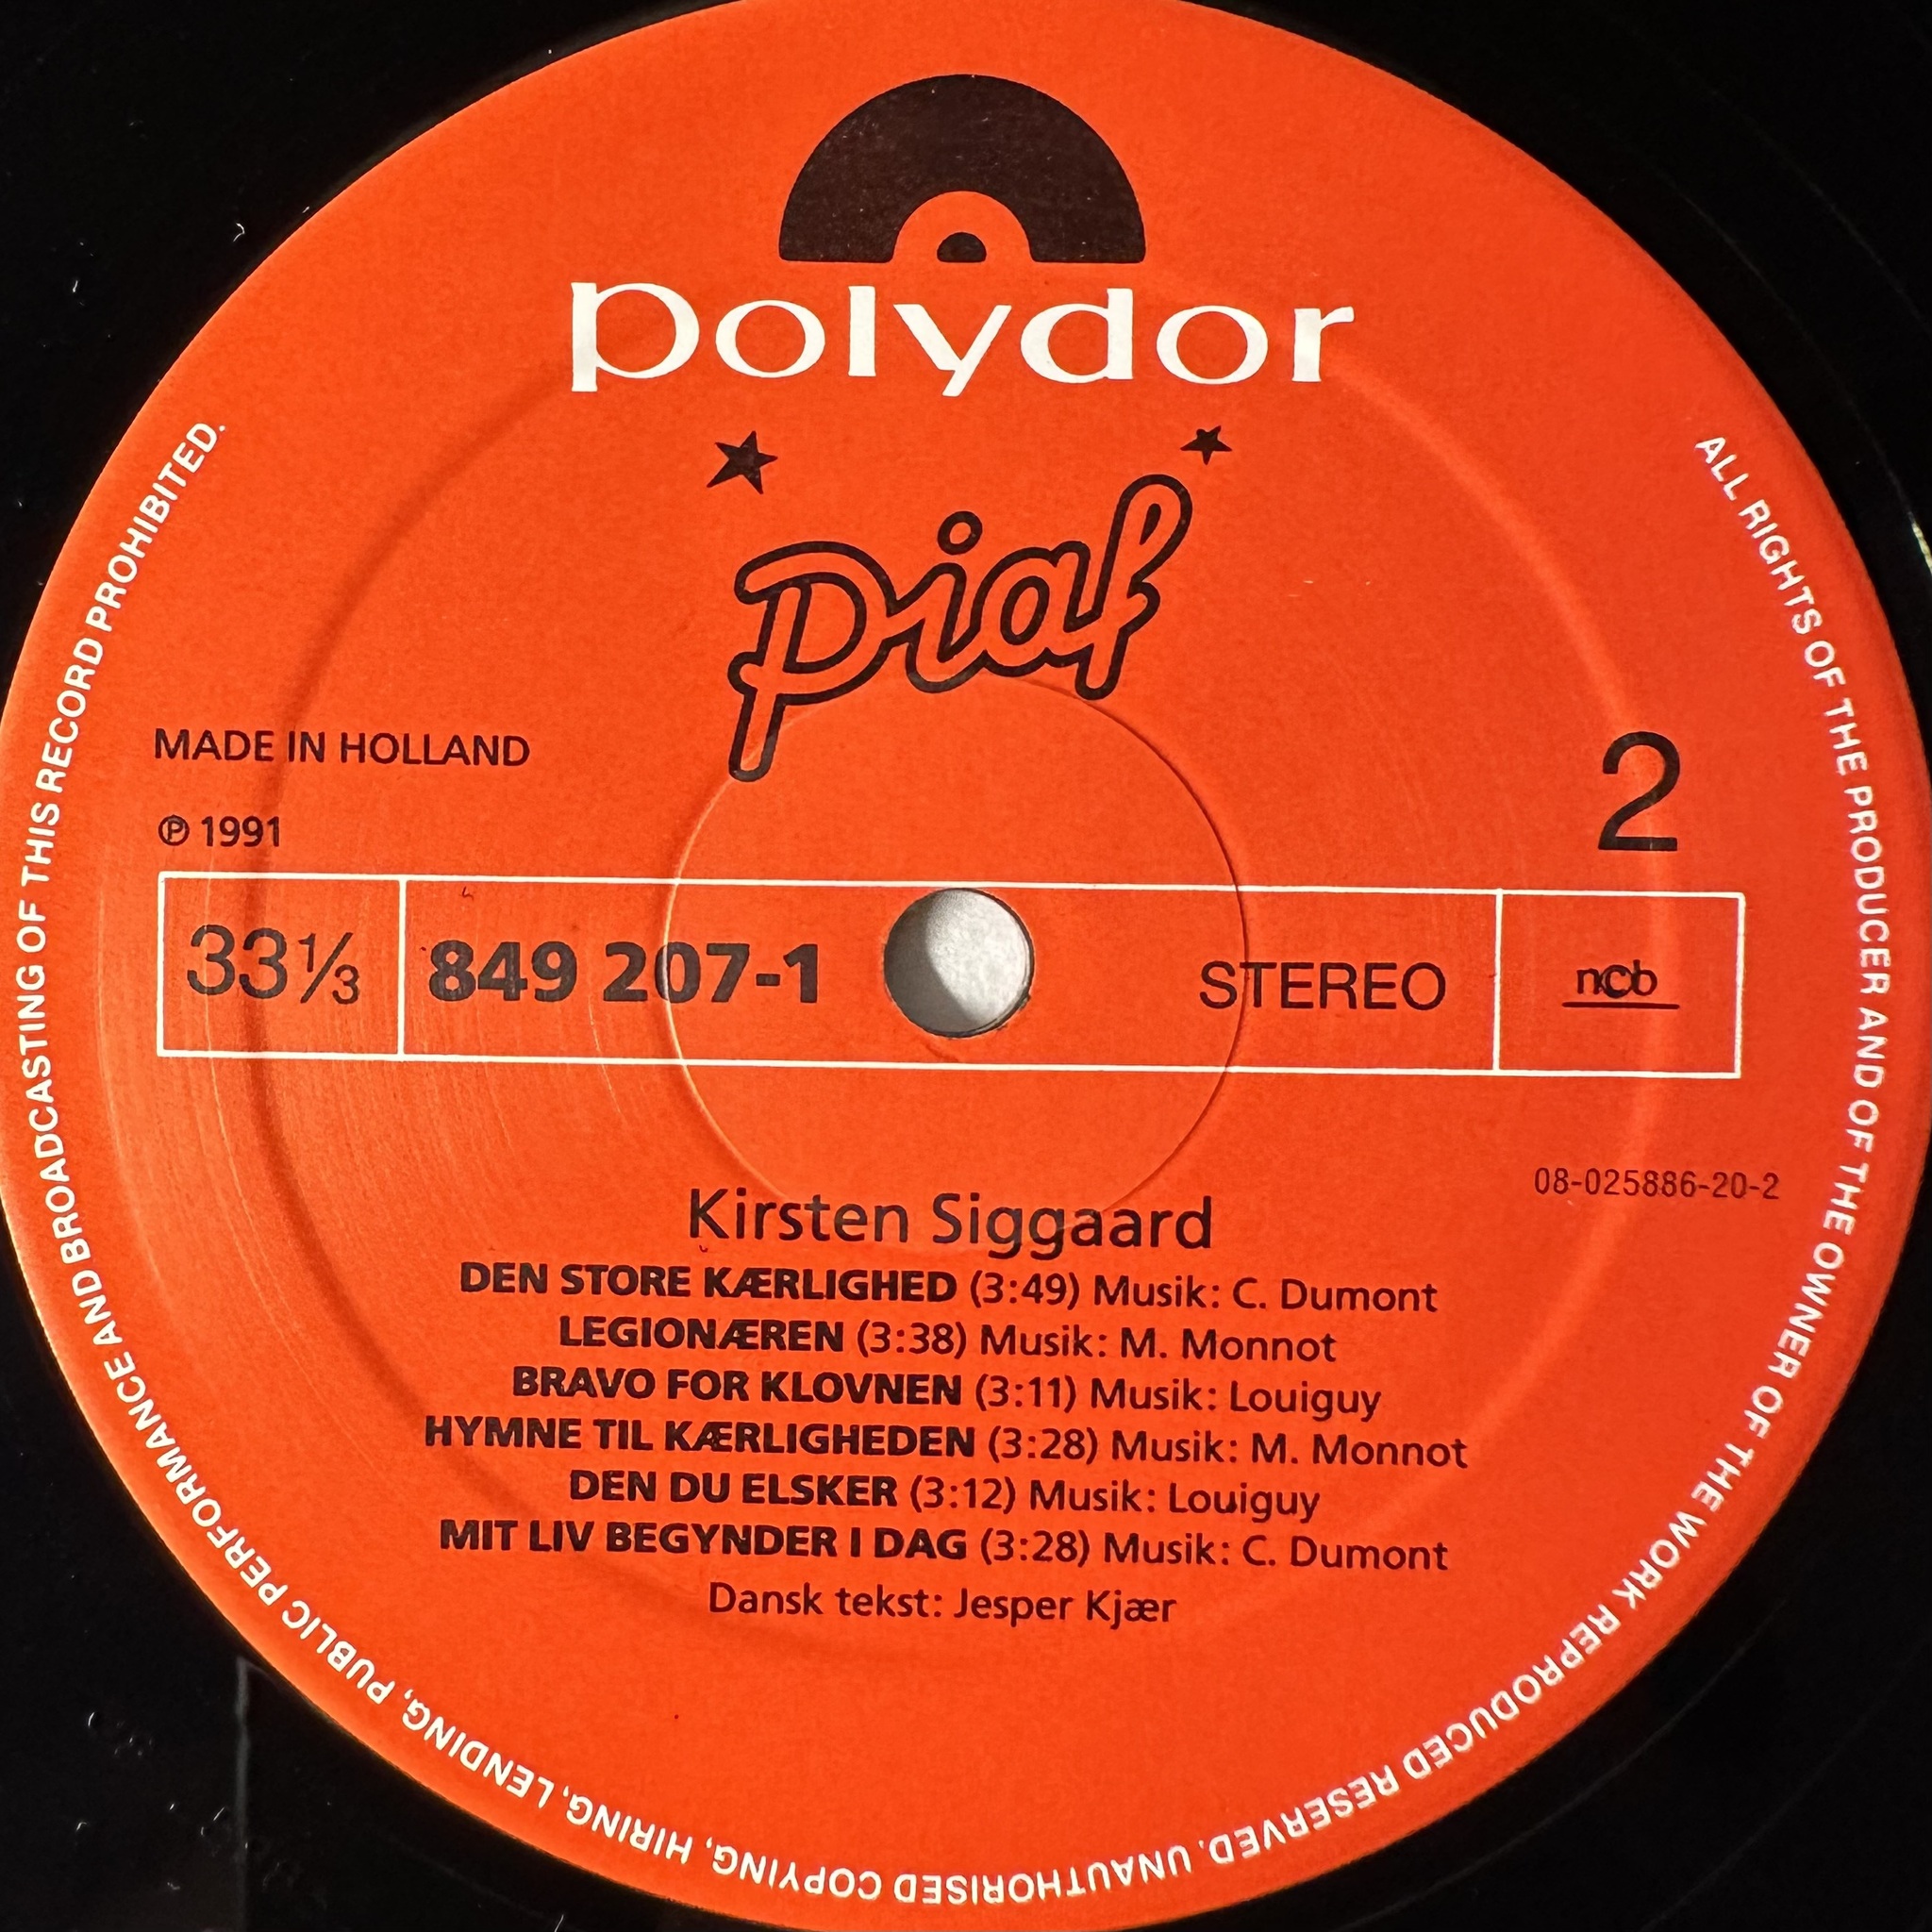 polydor
piaf
MADE IN HOLLAND
℗ 1991
2
33⅓
849 207-1
STEREO
ncb
08-025886-20-2
Kirsten Siggaard
DEN STORE KÆRLIGHED (3:49) Musik: C. Dumont
LEGIONÆREN (3:38) Musik: M. Monnot
BRAVO FOR KLOVNEN (3:11) Musik: Louiguy
HYMNE TIL KÆRLIGHEDEN (3:28) Musik: M. Monnot
DEN DU ELSKER (3:12) Musik: Louiguy
MIT LIV BEGYNDER I DAG (3:28) Musik: C. Dumont
Dansk tekst: Jesper Kjær
ALL RIGHTS OF THE PRODUCER AND OF THE OWNER OF THE WORK REPRODUCED RESERVED. UNAUTHORISED COPYING, HIRING, LENDING, PUBLIC PERFORMANCE AND BROADCASTING OF THIS RECORD PROHIBITED.